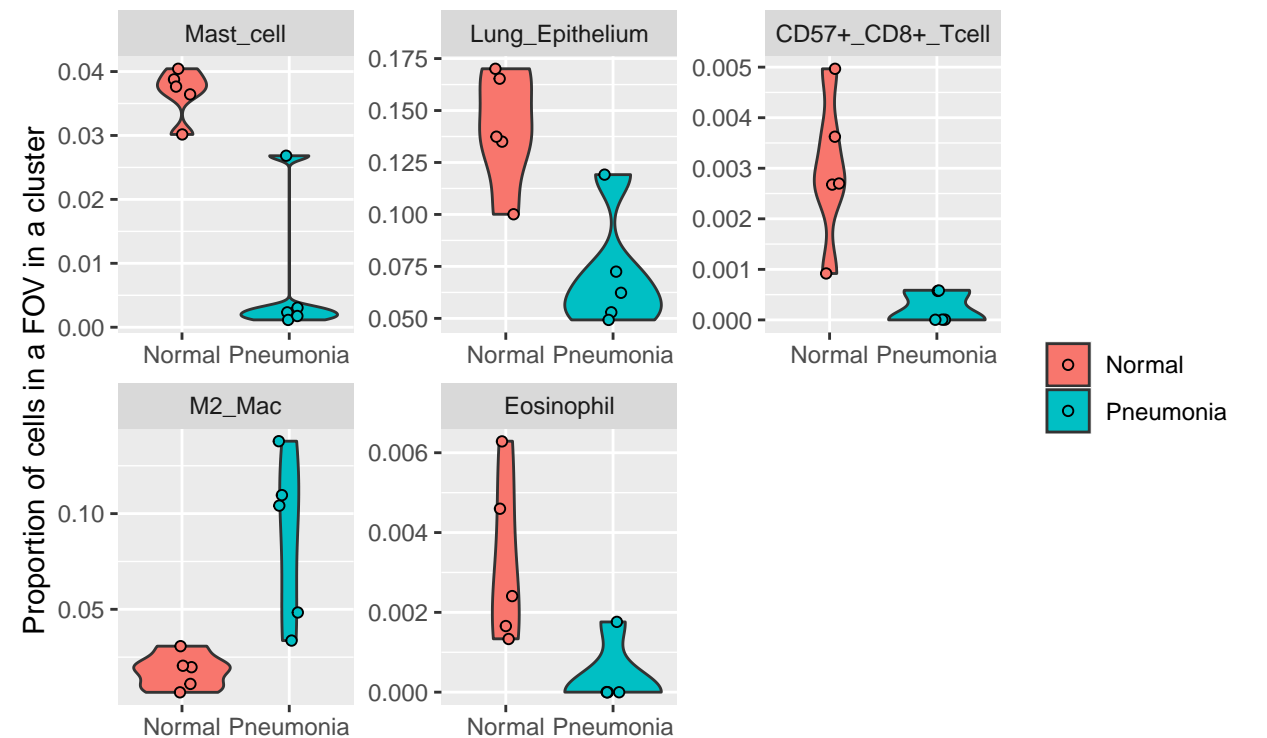 Proportion of cells in a FOV in a cluster
Mast_cell
0.04
0.03
0.02
0.01
0.00
Normal Pneumonia
Lung_Epithelium
0.175
0.150
0.125
0.100
0.075
0.050
Normal Pneumonia
CD57+_CD8+_Tcell
0.005
0.004
0.003
0.002
0.001
0.000
Normal Pneumonia
M2_Mac
0.10
0.05
Normal Pneumonia
Eosinophil
0.006
0.004
0.002
0.000
Normal Pneumonia
Normal
Pneumonia